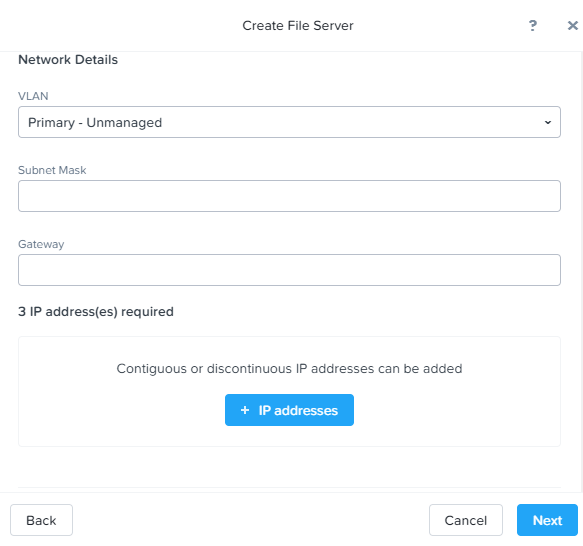 Create File Server
?
×
Network Details
VLAN
Primary - Unmanaged
Subnet Mask
Gateway
3 IP address(es) required
Contiguous or discontinuous IP addresses can be added
+ IP addresses
Back
Cancel
Next